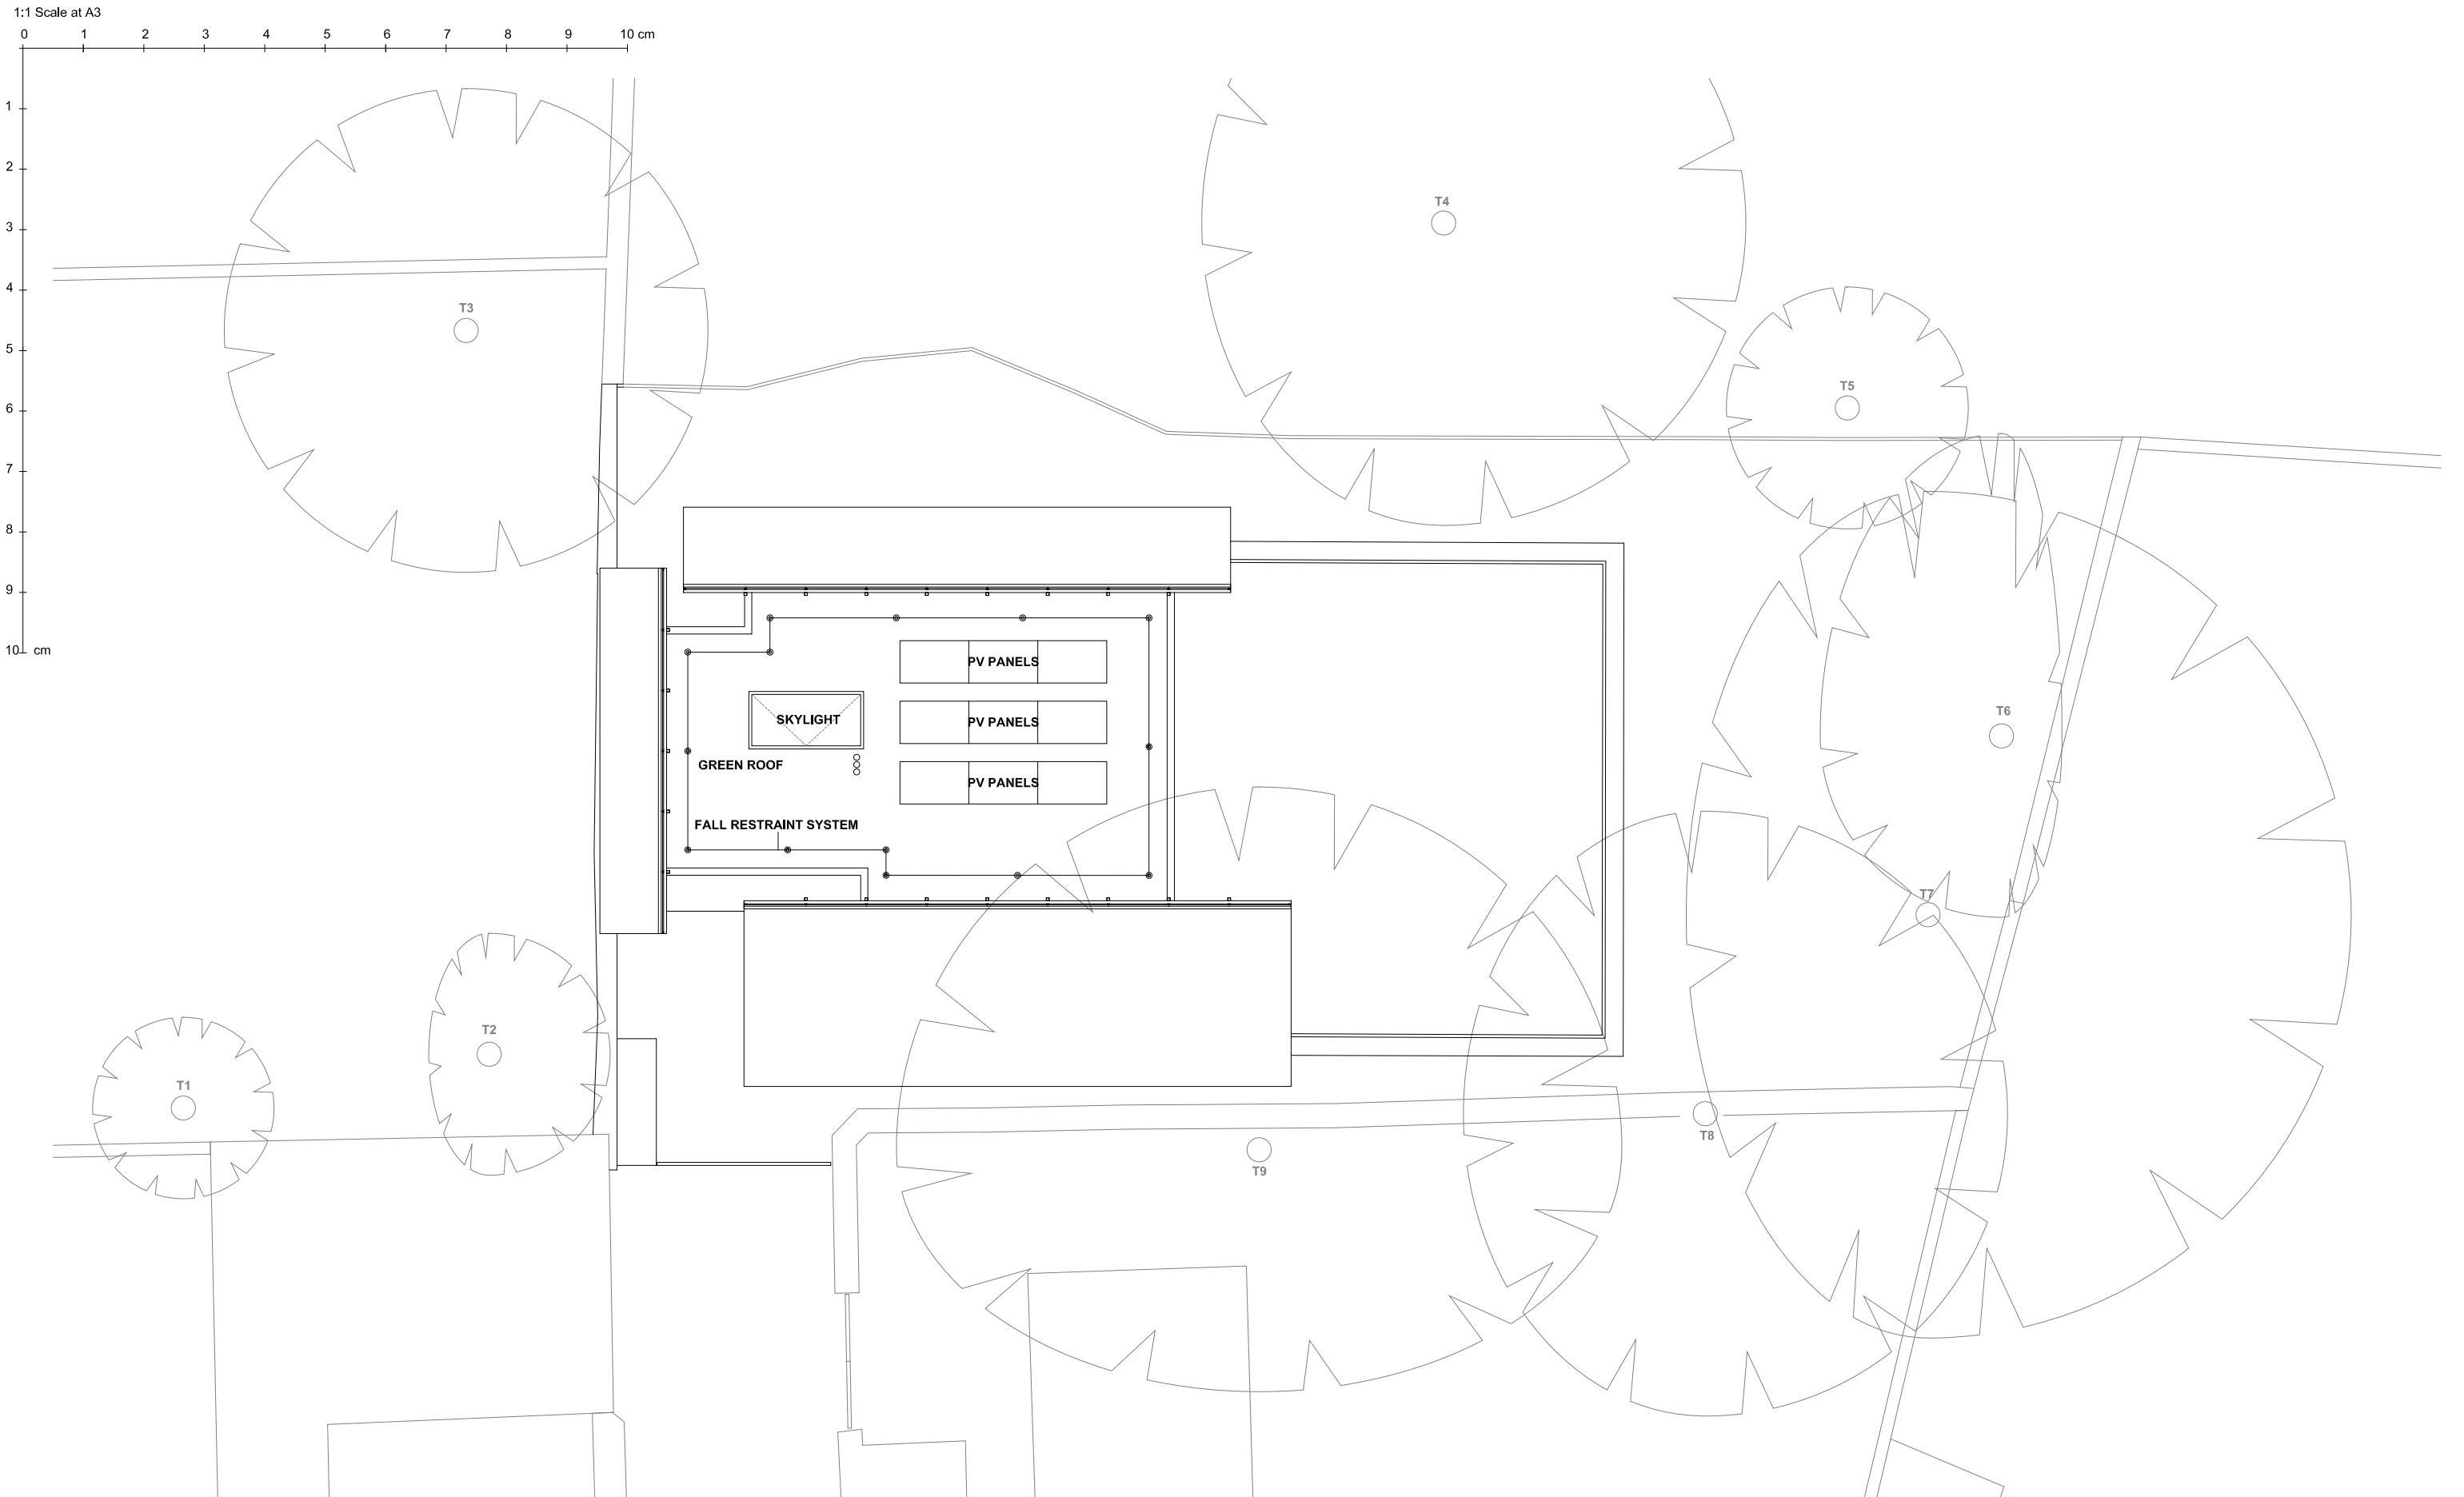 1:1 Scale at A3
0 1 2 3 4 5 6 7 8 9 10 cm
1
2
3
4
5
6
7
8
9
10 cm
T4
T3
T5
PV PANELS
T6
SKYLIGHT
PV PANELS
GREEN ROOF
PV PANELS
FALL RESTRAINT SYSTEM
T7
T2
T1
T8
T9